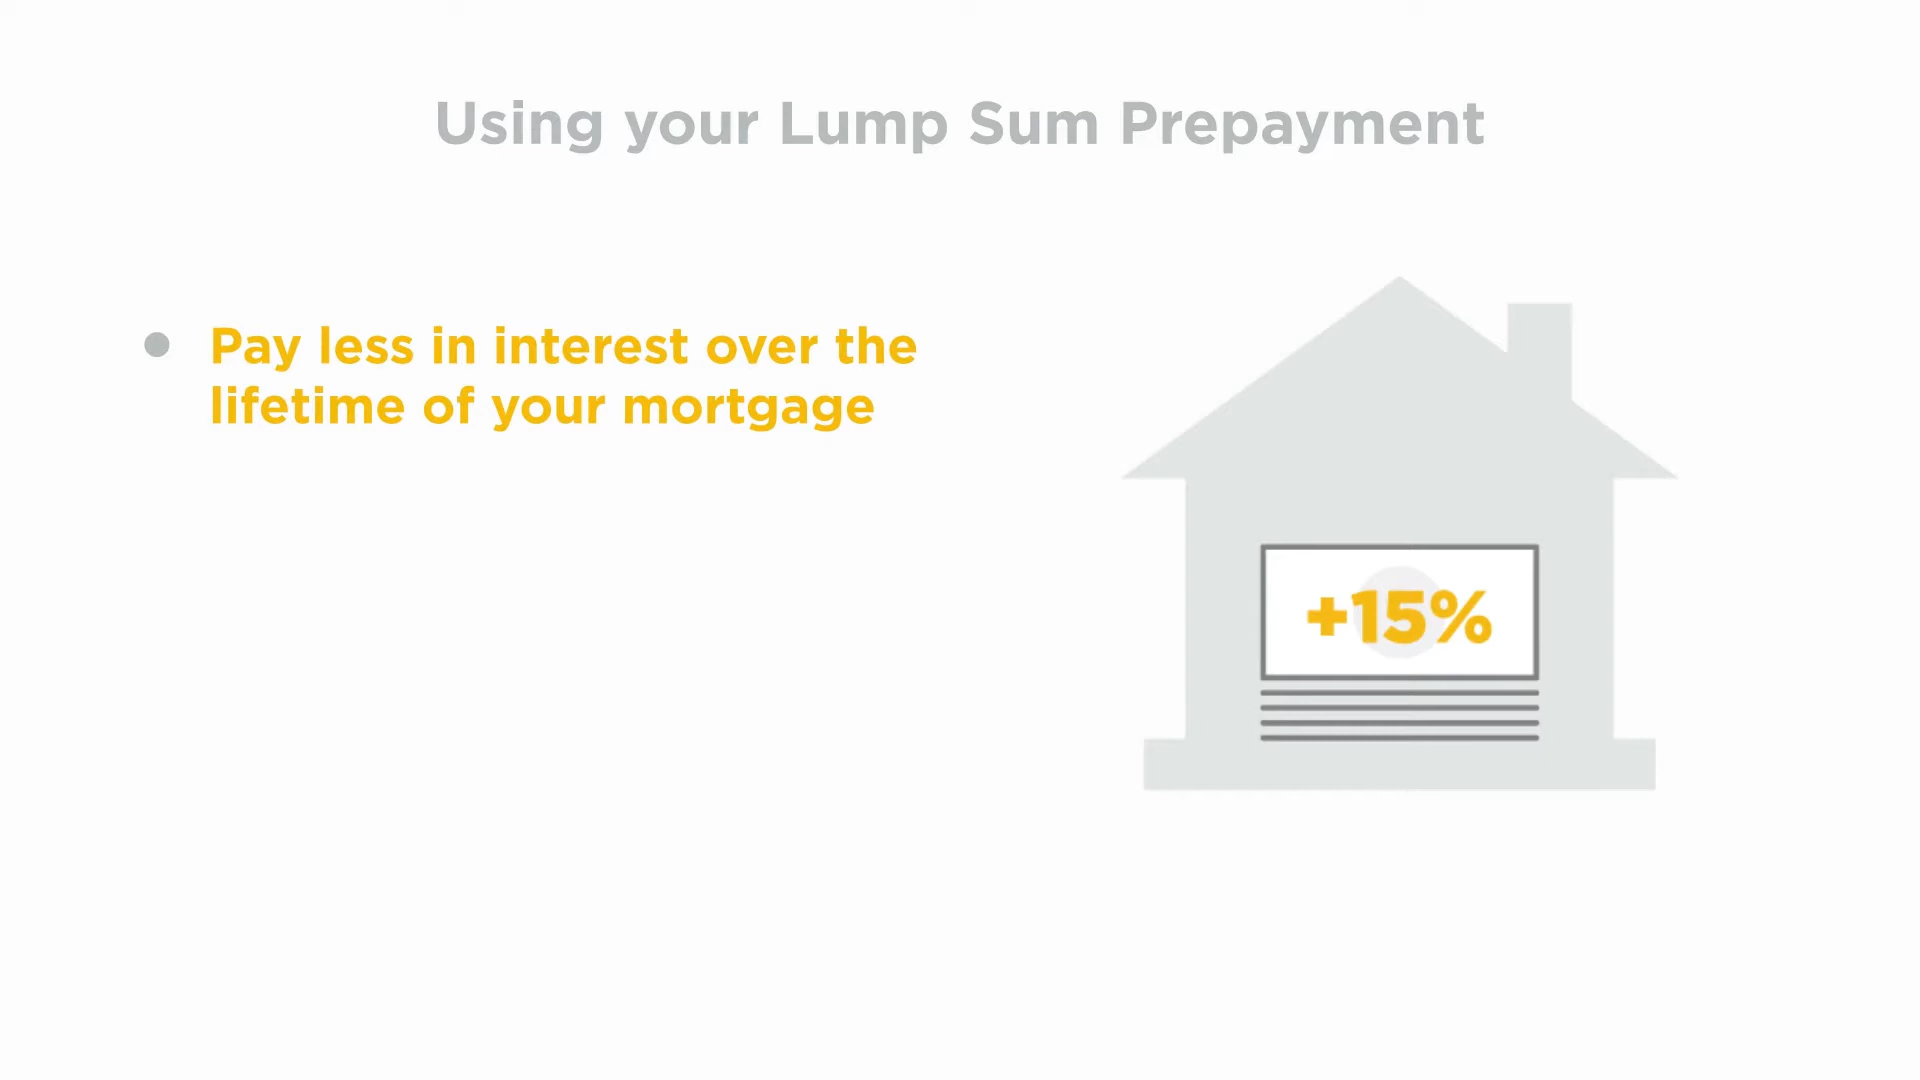 Using your Lump Sum Prepayment
Pay less in interest over the
lifetime of your mortgage
+15%